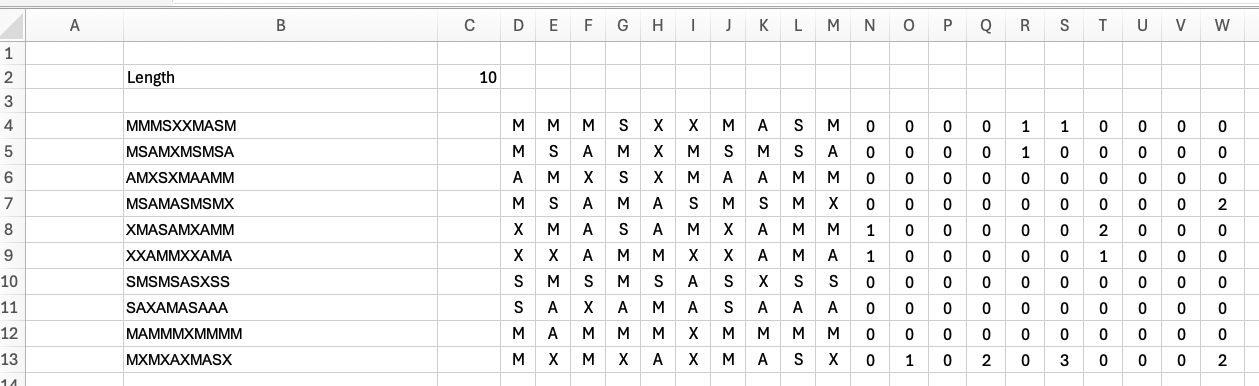 A B C D E F G H I J K L M N O P Q R S T U V W
1
2 Length 10
3
4 MMMSXXMASM M M M S X X M A S M 0 0 0 0 1 1 0 0 0 0
5 MSAMXMSMSA M S A M X M S M S A 0 0 0 0 1 0 0 0 0 0
6 AMXSXMAAMM A M X S X M A A M M 0 0 0 0 0 0 0 0 0 0
7 MSAMASMSMX M S A M A S M S M X 0 0 0 0 0 0 0 0 0 2
8 XMASAMXAMM X M A S A M X A M M 1 0 0 0 0 0 2 0 0 0
9 XXAMMXXAMA X X A M M X X A M A 1 0 0 0 0 0 1 0 0 0
10 SMSMSASXSS S M S M S A S X S S 0 0 0 0 0 0 0 0 0 0
11 SAXAMASAAA S A X A M A S A A A 0 0 0 0 0 0 0 0 0 0
12 MAMMMXMMMM M A M M M X M M M M 0 0 0 0 0 0 0 0 0 0
13 MXMXAXMASX M X M X A X M A S X 0 1 0 2 0 3 0 0 0 2
14